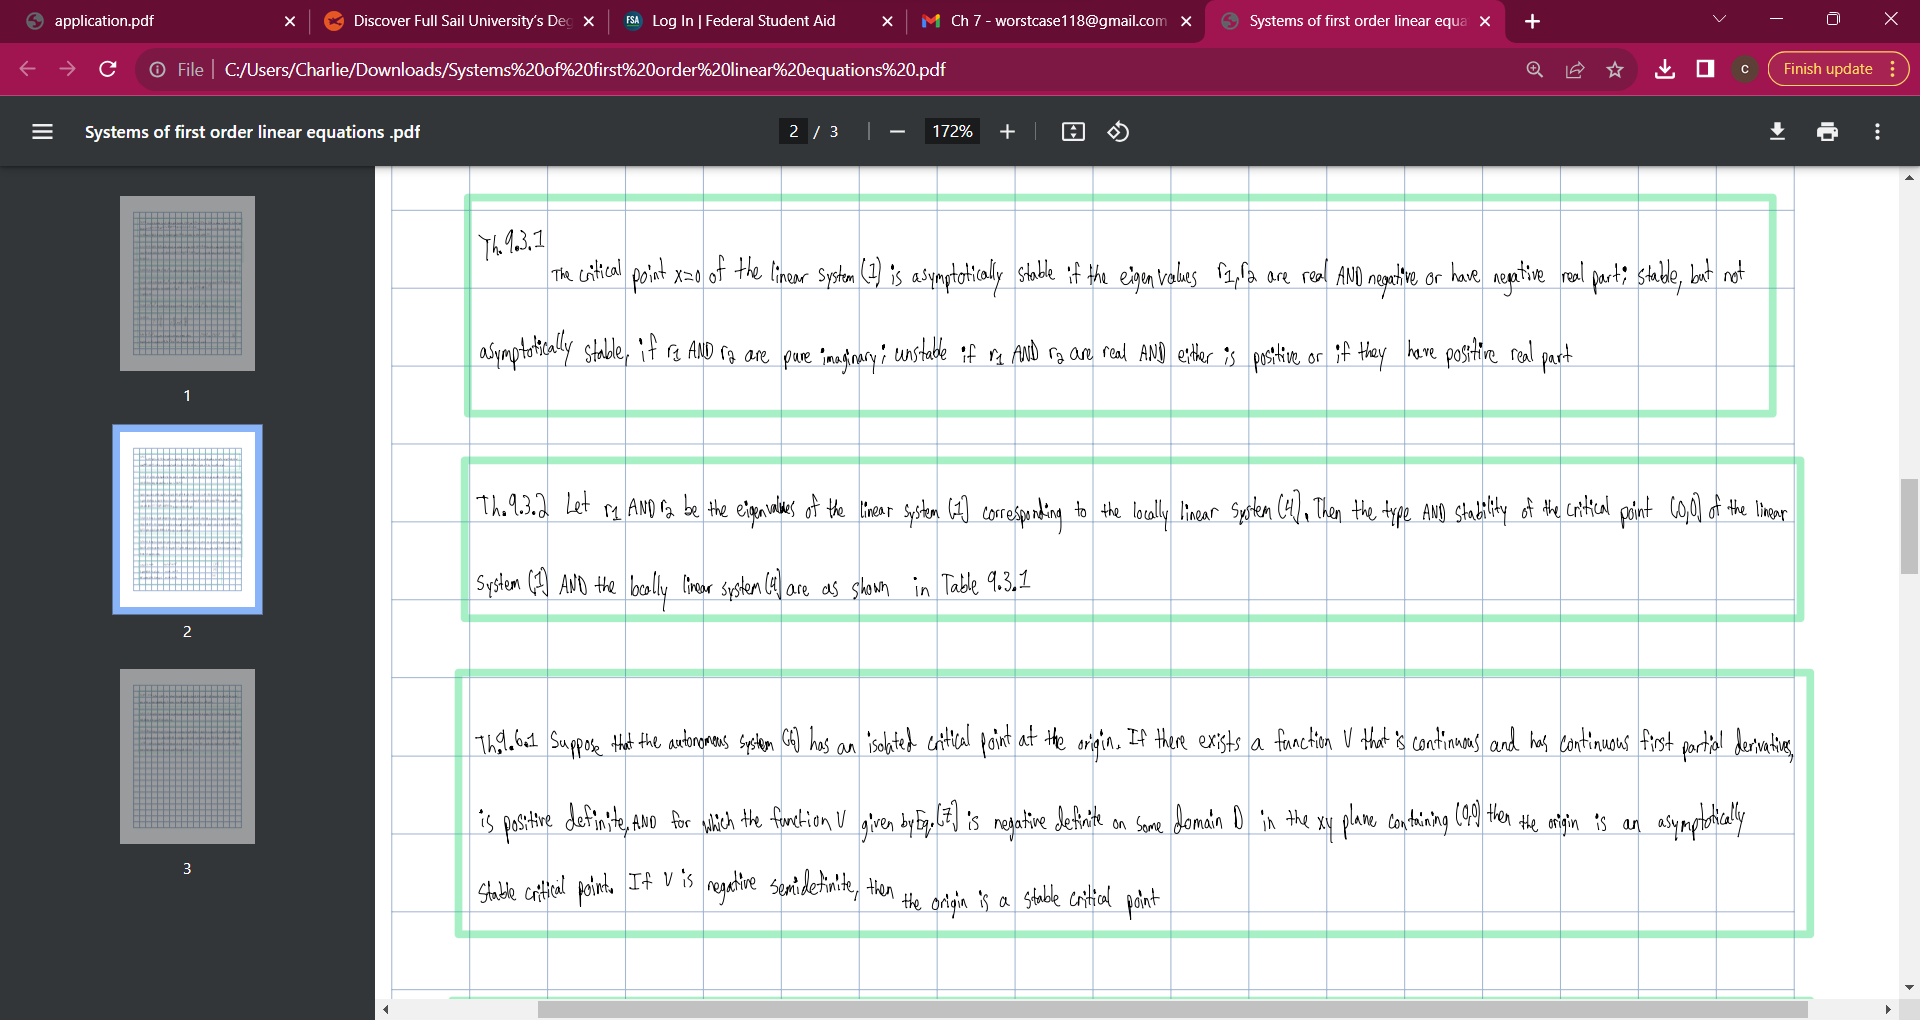 application.pdf
Discover Full Sail University's Deg
FSA Log In | Federal Student Aid
Ch 7 - worstcase118@gmail.com
Systems of first order linear equa
File | C:/Users/Charlie/Downloads/Systems%20of%20first%20order%20linear%20equations%20.pdf
C
Finish update
Systems of first order linear equations .pdf
2 / 3
172%
1
2
3
Th.9.3.1
The critical point x=0 of the linear system (1) is asymptotically stable if the eigen values r1,r2 are real AND negative or have negative real part; stable, but not
asymptotically stable, if r1 AND r2 are pure imaginary; unstable if r1 AND r2 are real AND either is positive or if they have positive real part
Th.9.3.2 Let r1 AND r2 be the eigenvalues of the linear system (1) corresponding to the locally linear system (4). Then the type AND stability of the critical point (0,0) of the linear
system (1) AND the locally linear system (4) are as shown in Table 9.3.1
Th.9.6.1 Suppose that the autonomous system (6) has an isolated critical point at the origin. If there exists a function V that is continuous and has continuous first partial derivatives,
is positive definite, AND for which the function V given by Eq.(7) is negative definite on some domain D in the xy plane containing (0,0) then the origin is an asymptotically
stable critical point. If V is negative semidefinite, then the origin is a stable critical point